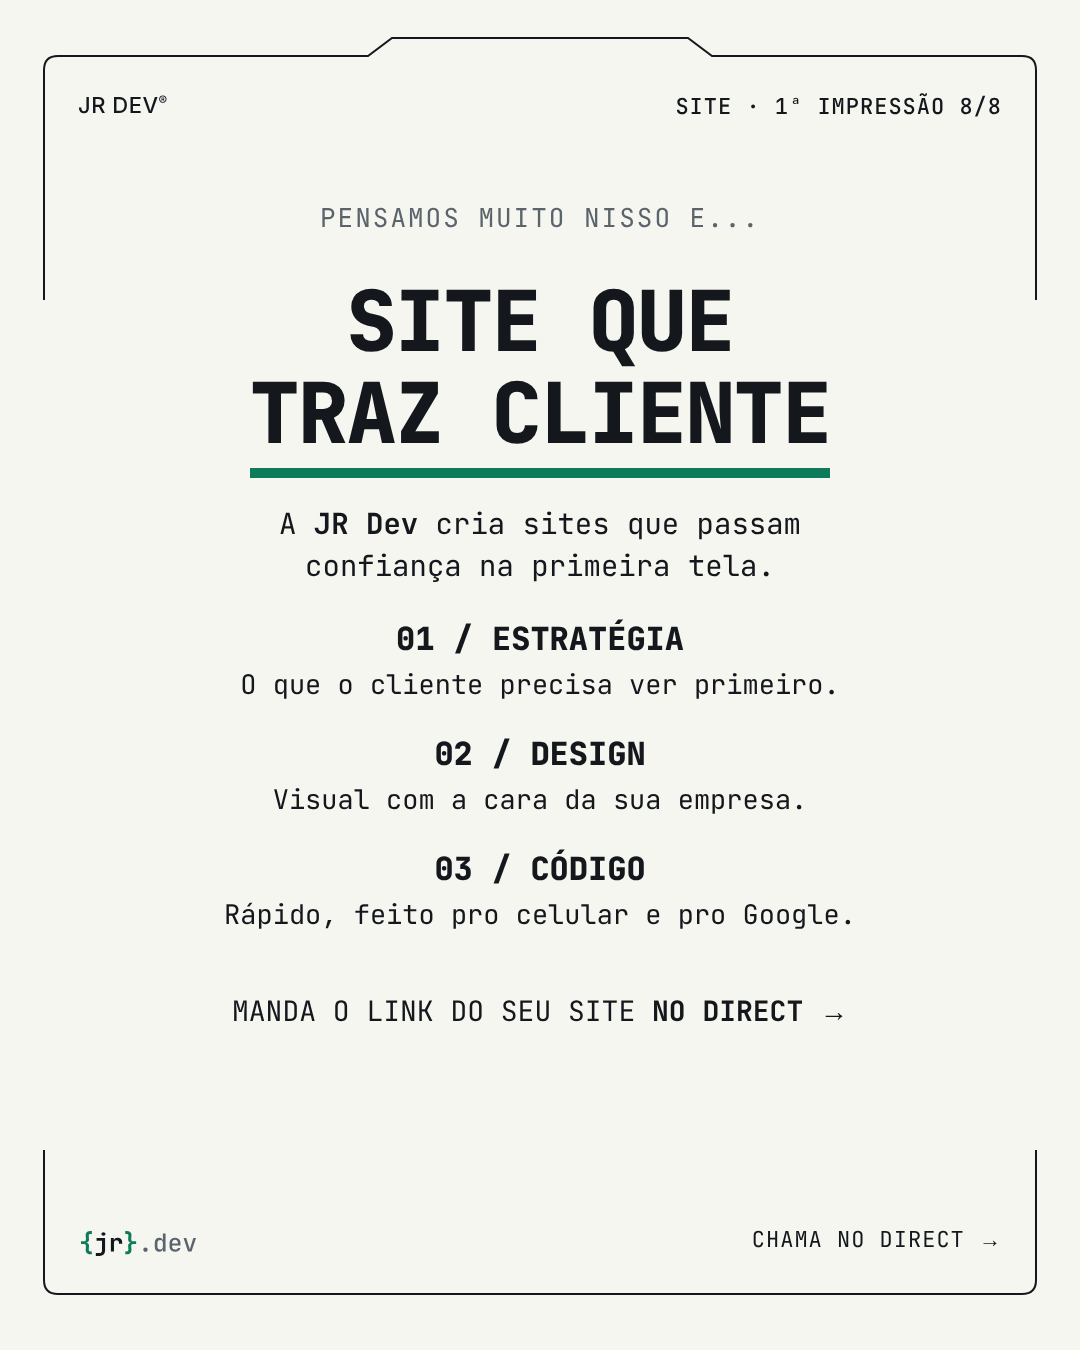 JR DEV®
SITE · 1ª IMPRESSÃO 8/8
PENSAMOS MUITO NISSO E...
SITE QUE
TRAZ CLIENTE
A JR Dev cria sites que passam
confiança na primeira tela.
01 / ESTRATÉGIA
O que o cliente precisa ver primeiro.
02 / DESIGN
Visual com a cara da sua empresa.
03 / CÓDIGO
Rápido, feito pro celular e pro Google.
MANDA O LINK DO SEU SITE NO DIRECT →
{jr}.dev
CHAMA NO DIRECT →